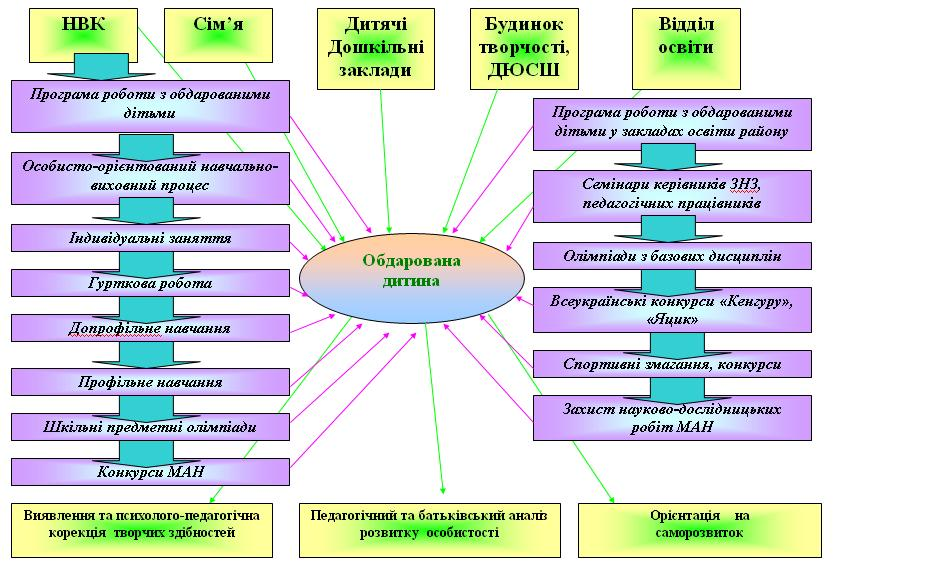 НВК
Сім’я
Дитячі
Дошкільні
заклади
Будинок
творчості,
ДЮСШ
Відділ
освіти
Програма роботи з обдарованими
дітьми
Особисто-орієнтований навчально-
виховний процес
Індивідуальні заняття
Гурткова робота
Допрофільне навчання
Профільне навчання
Шкільні предметні олімпіади
Конкурси МАН
Обдарована
дитина
Програма роботи з обдарованими
дітьми у закладах освіти району
Семінари керівників ЗНЗ,
педагогічних працівників
Олімпіади з базових дисциплін
Всеукраїнські конкурси «Кенгуру»,
«Яцик»
Спортивні змагання, конкурси
Захист науково-дослідницьких
робіт МАН
Виявлення та психолого-педагогічна
корекція творчих здібностей
Педагогічний та батьківський аналіз
розвитку особистості
Орієнтація на
саморозвиток